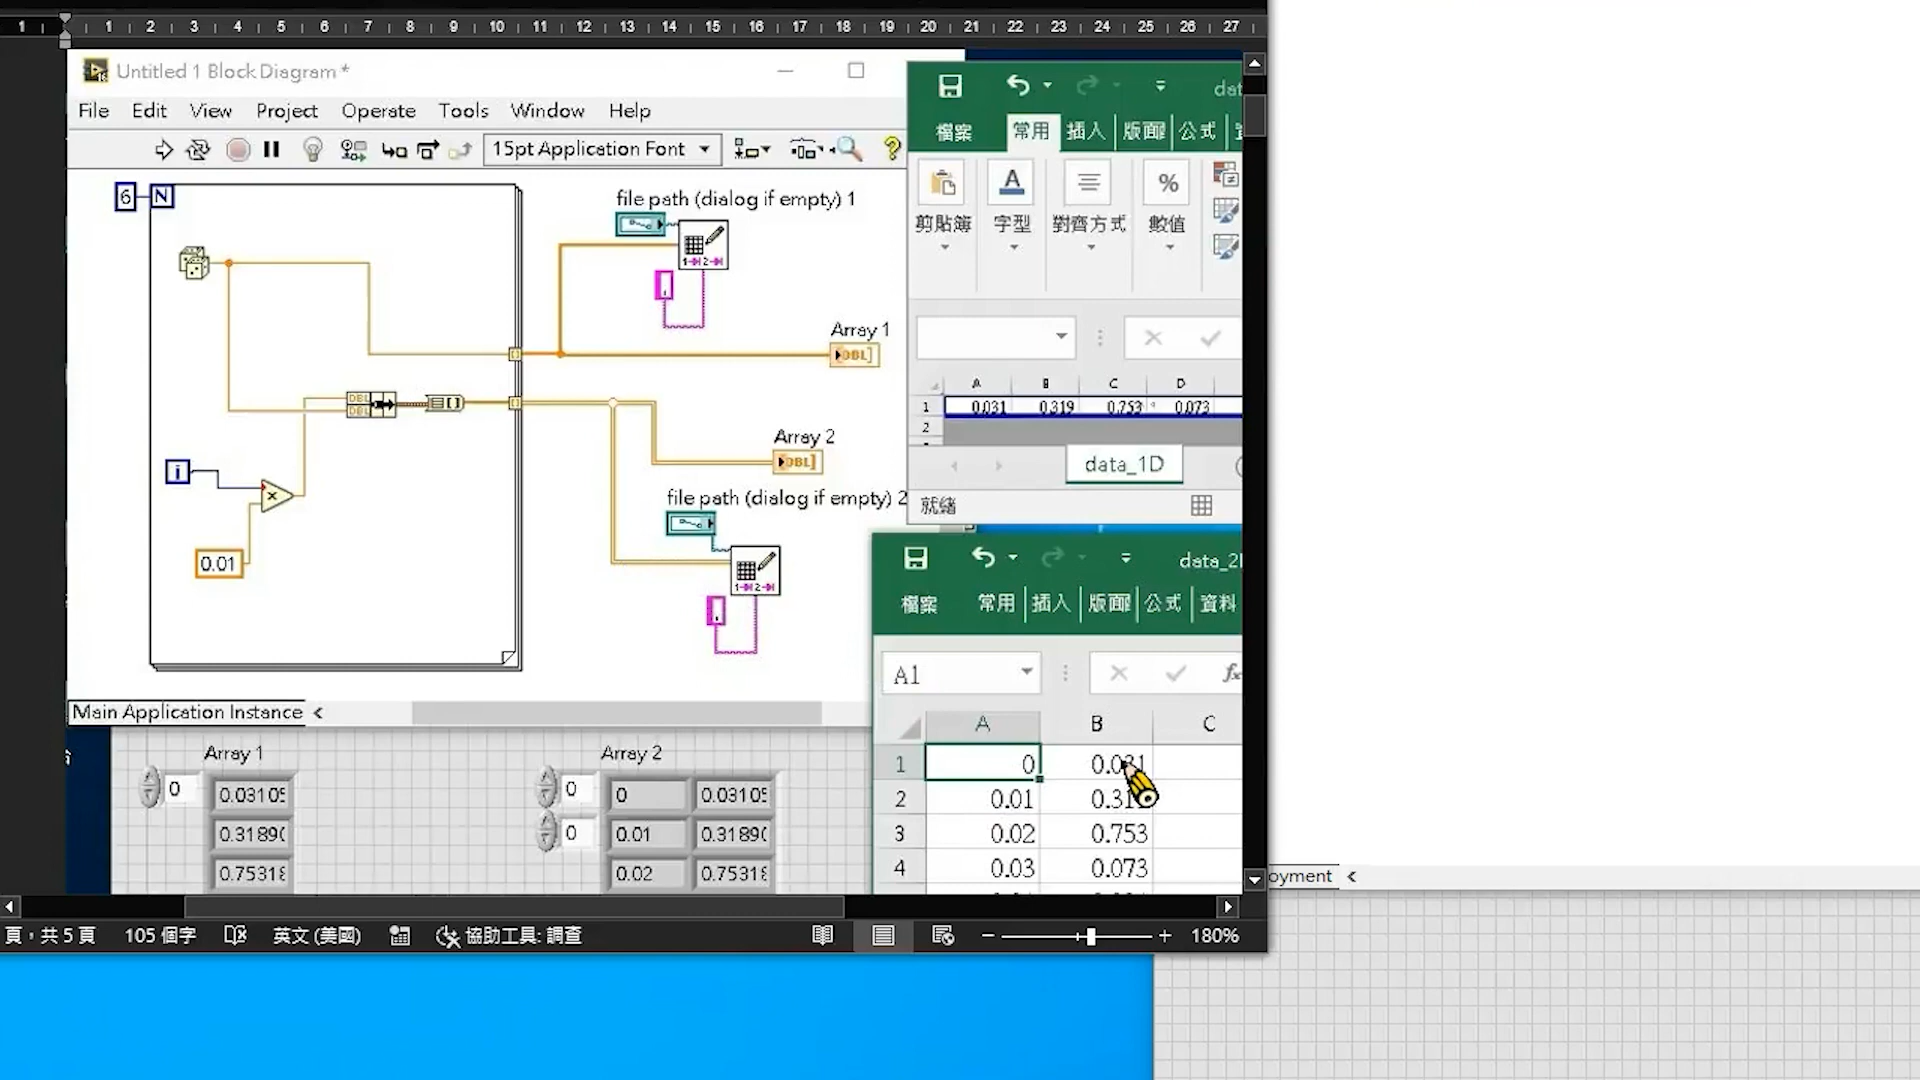 1 1 2 3 4 5 6 7 8 9 10 11 12 13 14 15 16 17 18 19 20 21 22 23 24 25 26 27
Untitled 1 Block Diagram *
File Edit View Project Operate Tools Window Help
15pt Application Font
6 N
file path (dialog if empty) 1
Array 1
DBL]
DBL
DBL
Array 2
DBL]
i
0.01
file path (dialog if empty) 2
Main Application Instance <
檔案 常用 插入 版面 公式
剪貼簿 字型 對齊方式 數值
A B C D
1 0.031 0.319 0.753 0.073
2
data_1D
就緒
檔案 常用 插入 版面 公式 資料
A1 fx
A B C
1 0 0.031
2 0.01
3 0.02 0.753
4 0.03 0.073
Array 1
0 0.03105
0.31890
0.75318
Array 2
0 0 0.03105
0 0.01 0.31890
0.02 0.75318
頁，共 5 頁 105 個字 英文 (美國) 協助工具: 調查 180%
oyment <